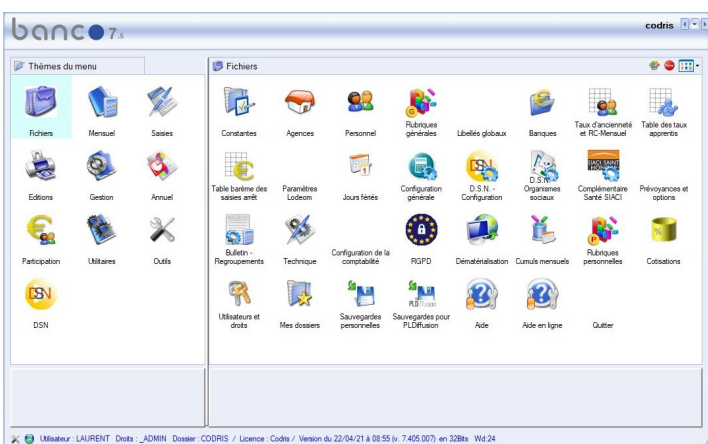 banco 7.5
codris
Thèmes du menu
Fichiers
Mensuel
Saisies
Editions
Gestion
Annuel
Participation
Utilitaires
Outils
DSN
DSN
Fichiers
Constantes
Agences
Personnel
G
Rubriques
générales
Libellés globaux
Banques
Taux d'ancienneté
et RC-Mensuel
Table des taux
apprentis
Table barème des
saisies arrêt
Paramètres
Lodeom
Jours fériés
Configuration
générale
DSN
D.S.N. -
Configuration
D.S.N.
Organismes
sociaux
SIACI SAINT
HONORE
Complémentaire
Santé SIACI
Prévoyances et
options
Bulletin -
Regroupements
Technique
Configuration de la
comptabilité
RGPD
Dématérialisation
Cumuls mensuels
P
Rubriques
personnelles
%
Cotisations
Utilisateurs et
droits
Mes dossiers
Sauvegardes
personnelles
PLDiffusion
Sauvegardes pour
PLDiffusion
Aide
Aide en ligne
Quitter
Utilisateur : LAURENT Droits : _ADMIN Dossier : CODRIS / Licence : Codris / Version du 22/04/21 à 08:55 (v. 7.405.007) en 32Bits Wd:24